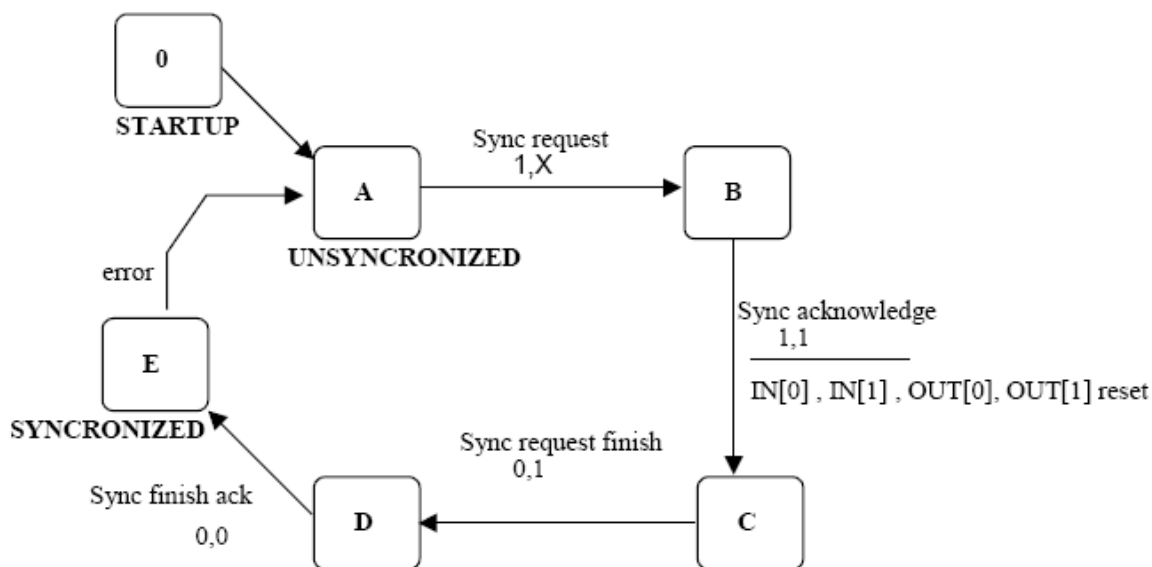 0
STARTUP
Sync request
1,X
A
B
UNSYNCRONIZED
error
Sync acknowledge
1,1
IN[0] , IN[1] , OUT[0], OUT[1] reset
E
SYNCRONIZED
Sync request finish
0,1
Sync finish ack
0,0
D
C